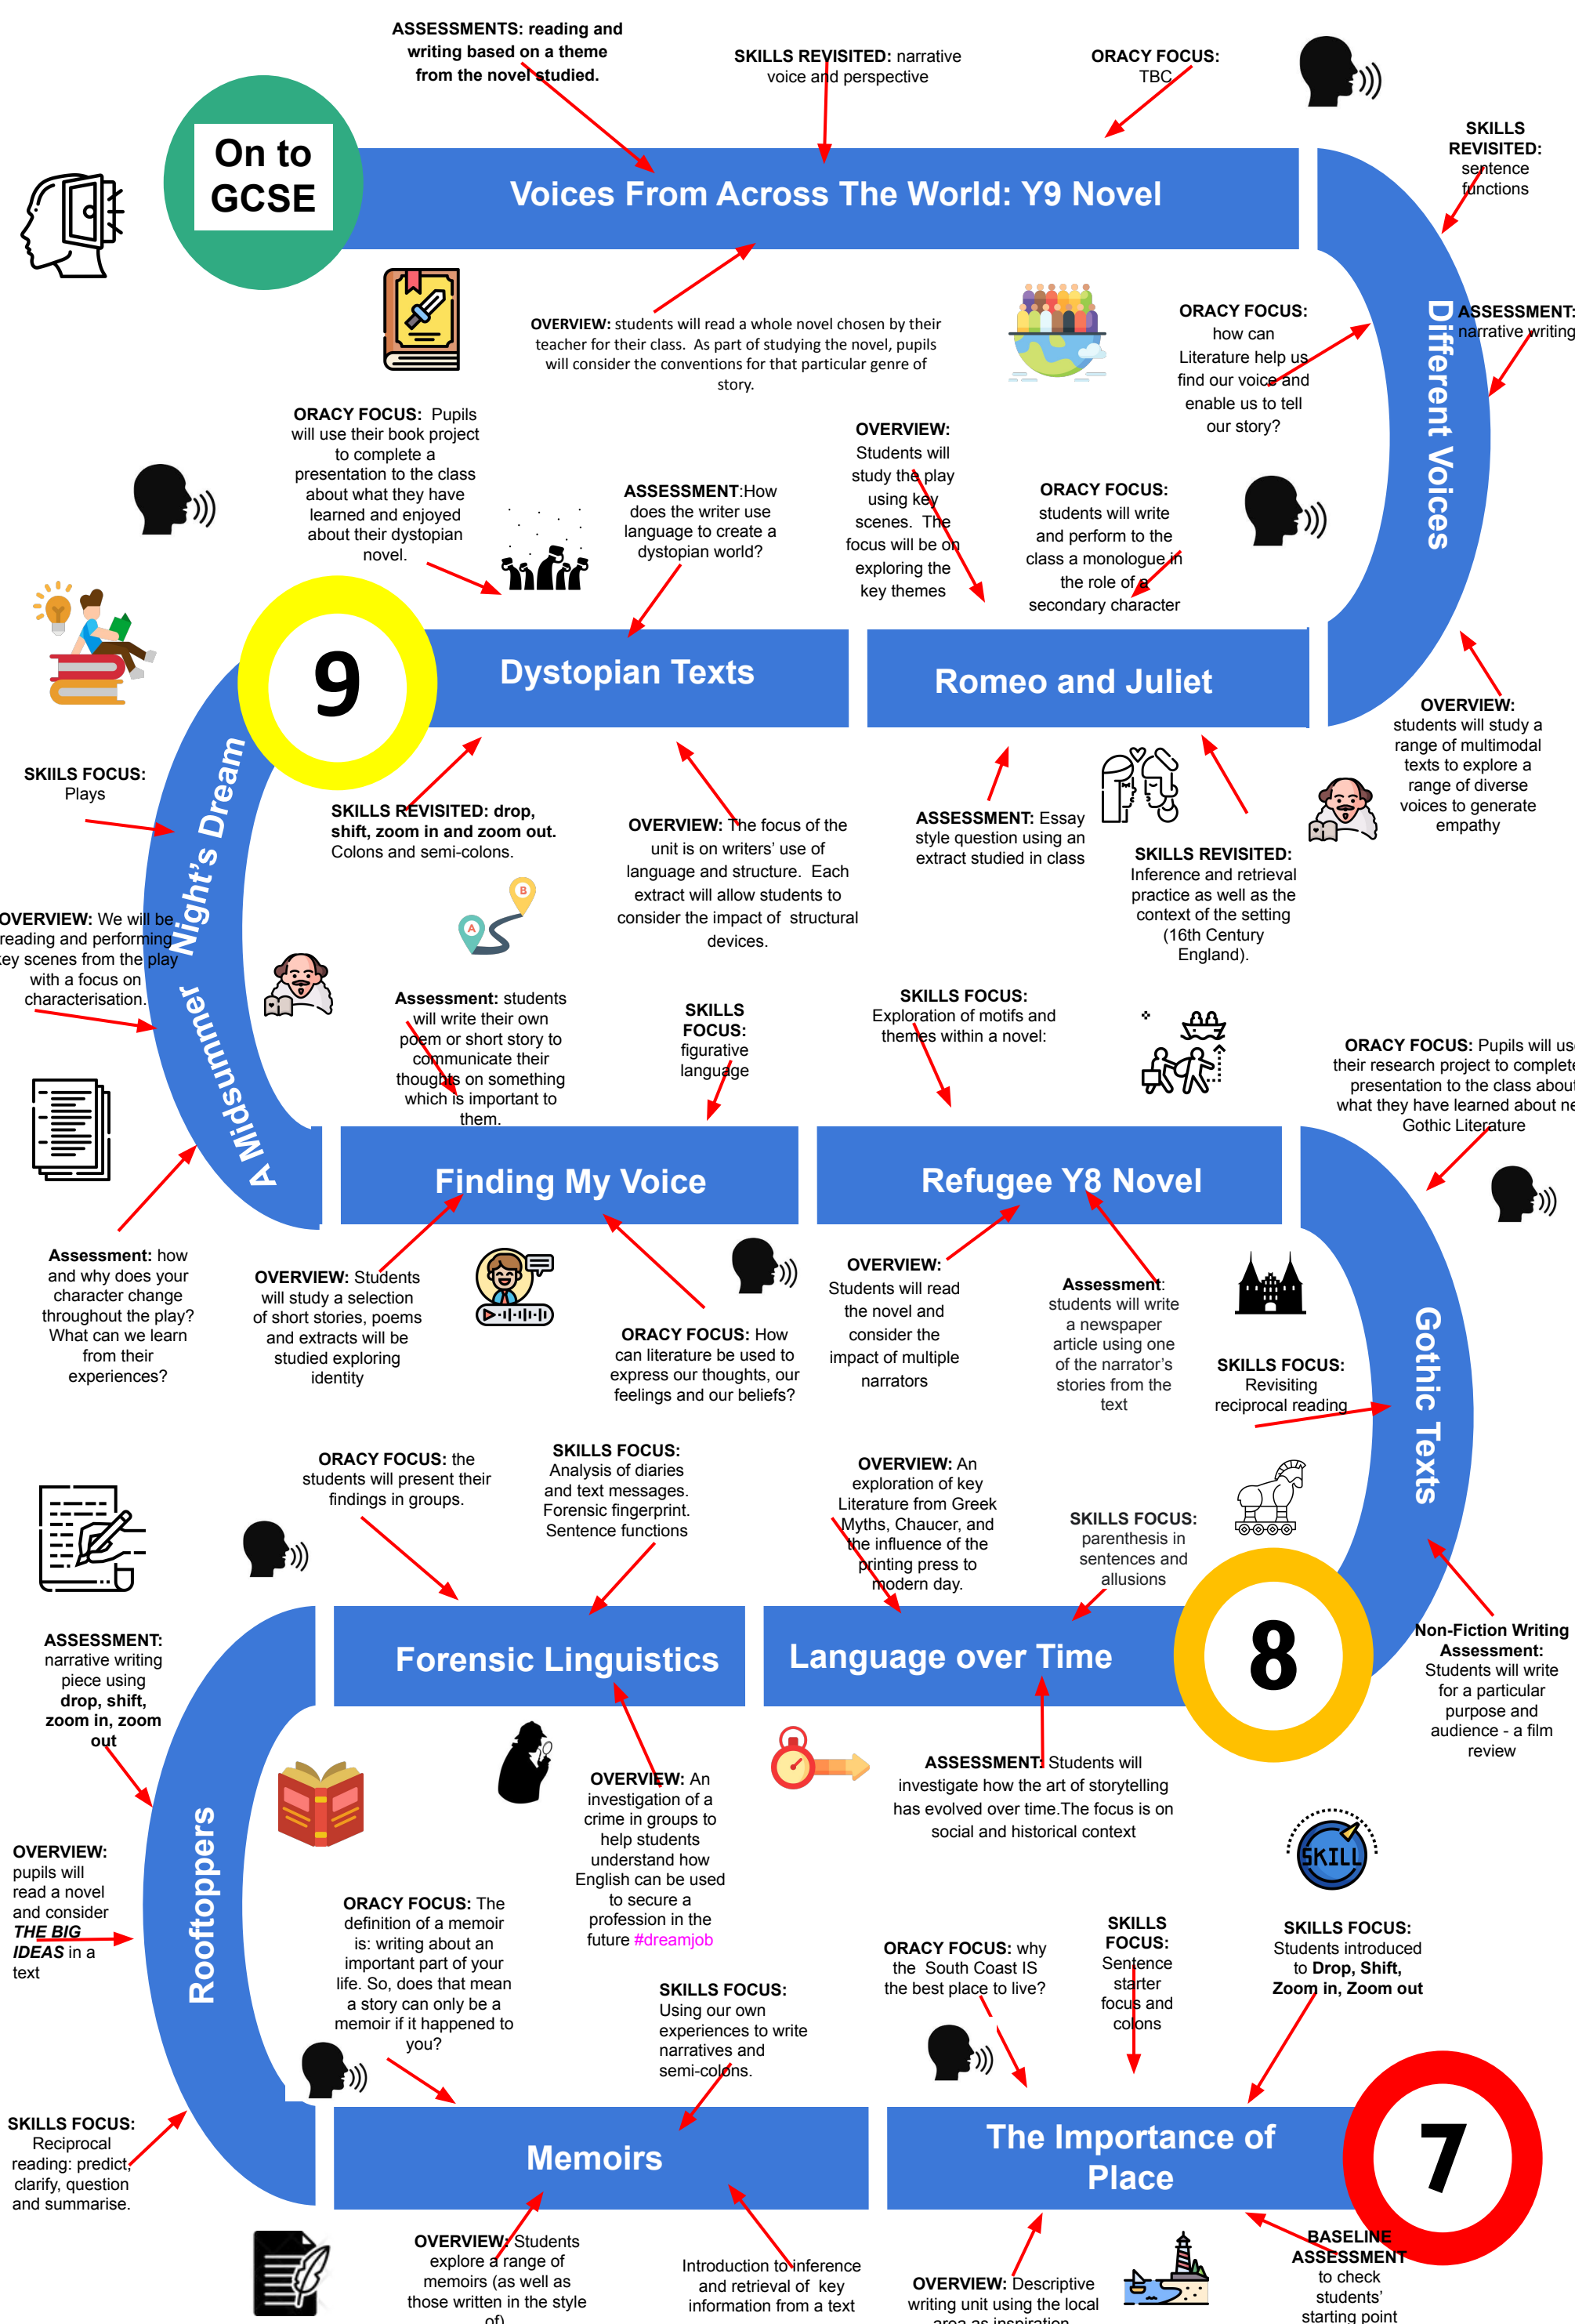 ASSESSMENTS: reading and
writing based on a theme
from the novel studied.
SKILLS REVISITED: narrative
voice and perspective
ORACY FOCUS:
TBC
On to
GCSE
Voices From Across The World: Y9 Novel
SKILLS
REVISITED:
sentence
functions
Different Voices
ASSESSMENT:
narrative writing
OVERVIEW: students will read a whole novel chosen by their
teacher for their class. As part of studying the novel, pupils
will consider the conventions for that particular genre of
story.
ORACY FOCUS:
how can
Literature help us
find our voice and
enable us to tell
our story?
ORACY FOCUS: Pupils
will use their book project
to complete a
presentation to the class
about what they have
learned and enjoyed
about their dystopian
novel.
ASSESSMENT:How
does the writer use
language to create a
dystopian world?
OVERVIEW:
Students will
study the play
using key
scenes. The
focus will be on
exploring the
key themes
ORACY FOCUS:
students will write
and perform to the
class a monologue in
the role of a
secondary character
9
Dystopian Texts
Romeo and Juliet
OVERVIEW:
students will study a
range of multimodal
texts to explore a
range of diverse
voices to generate
empathy
SKIILS FOCUS:
Plays
A Midsummer Night's Dream
SKILLS REVISITED: drop,
shift, zoom in and zoom out.
Colons and semi-colons.
OVERVIEW: The focus of the
unit is on writers' use of
language and structure. Each
extract will allow students to
consider the impact of structural
devices.
ASSESSMENT: Essay
style question using an
extract studied in class
SKILLS REVISITED:
Inference and retrieval
practice as well as the
context of the setting
(16th Century
England).
B
A
OVERVIEW: We will be
reading and performing
key scenes from the play
with a focus on
characterisation.
Assessment: students
will write their own
poem or short story to
communicate their
thoughts on something
which is important to
them.
SKILLS
FOCUS:
figurative
language
SKILLS FOCUS:
Exploration of motifs and
themes within a novel:
ORACY FOCUS: Pupils will use
their research project to complete
presentation to the class about
what they have learned about
Gothic Literature
Finding My Voice
Refugee Y8 Novel
Gothic Texts
Assessment: how
and why does your
character change
throughout the play?
What can we learn
from their
experiences?
OVERVIEW: Students
will study a selection
of short stories, poems
and extracts will be
studied exploring
identity
ORACY FOCUS: How
can literature be used to
express our thoughts, our
feelings and our beliefs?
OVERVIEW:
Students will read
the novel and
consider the
impact of multiple
narrators
Assessment:
students will write
a newspaper
article using one
of the narrator's
stories from the
text
SKILLS FOCUS:
Revisiting
reciprocal reading
ORACY FOCUS: the
students will present their
findings in groups.
SKILLS FOCUS:
Analysis of diaries
and text messages.
Forensic fingerprint.
Sentence functions
OVERVIEW: An
exploration of key
Literature from Greek
Myths, Chaucer, and
the influence of the
printing press to
modern day.
SKILLS FOCUS:
parenthesis in
sentences and
allusions
Forensic Linguistics
Language over Time
8
Non-Fiction Writing
Assessment:
Students will write
for a particular
purpose and
audience - a film
review
ASSESSMENT:
narrative writing
piece using
drop, shift,
zoom in, zoom
out
Rooftoppers
OVERVIEW:
pupils will
read a novel
and consider
THE BIG
IDEAS in a
text
OVERVIEW: An
investigation of a
crime in groups to
help students
understand how
English can be used
to secure a
profession in the
future #dreamjob
ASSESSMENT: Students will
investigate how the art of storytelling
has evolved over time.The focus is on
social and historical context
SKILL
ORACY FOCUS: The
definition of a memoir
is: writing about an
important part of your
life. So, does that mean
a story can only be a
memoir if it happened to
you?
SKILLS FOCUS:
Using our own
experiences to write
narratives and
semi-colons.
ORACY FOCUS: why
the South Coast IS
the best place to live?
SKILLS
FOCUS:
Sentence
starter
focus and
colons
SKILLS FOCUS:
Students introduced
to Drop, Shift,
Zoom in, Zoom out
SKILLS FOCUS:
Reciprocal
reading: predict,
clarify, question
and summarise.
Memoirs
The Importance of
Place
7
OVERVIEW: Students
explore a range of
memoirs (as well as
those written in the style
of)
Introduction to inference
and retrieval of key
information from a text
OVERVIEW: Descriptive
writing unit using the local
area as inspiration
BASELINE
ASSESSMENT
to check
students'
starting point